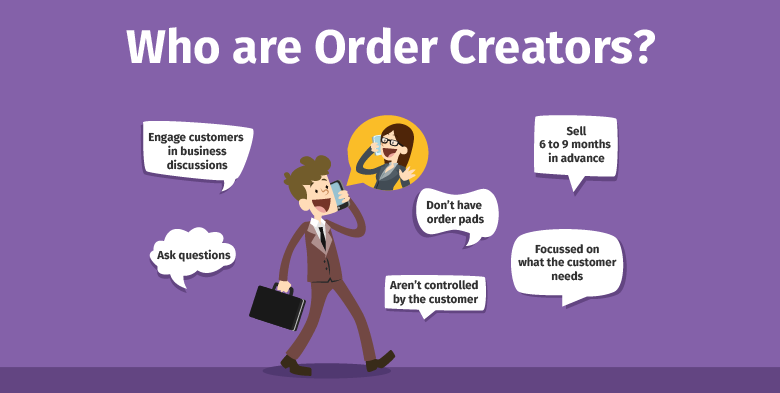 Who are Order Creators?
Engage customers
in business
discussions
Sell
6 to 9 months
in advance
Don't have
order pads
Ask questions
Focussed on
what the customer
needs
Aren't controlled
by the customer